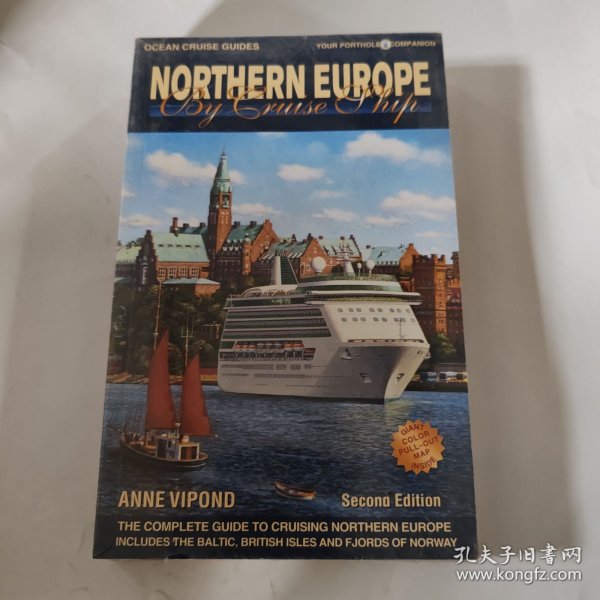 OCEAN CRUISE GUIDES
YOUR PORTHOLE COMPANION
NORTHERN EUROPE
By Cruise Ship
GIANT
COLOR
PULL-OUT
MAP
INSIDE
ANNE VIPOND
Second Edition
THE COMPLETE GUIDE TO CRUISING NORTHERN EUROPE
INCLUDES THE BALTIC, BRITISH ISLES AND FJORDS OF NORWAY
孔夫子旧书网
www.kongfz.com